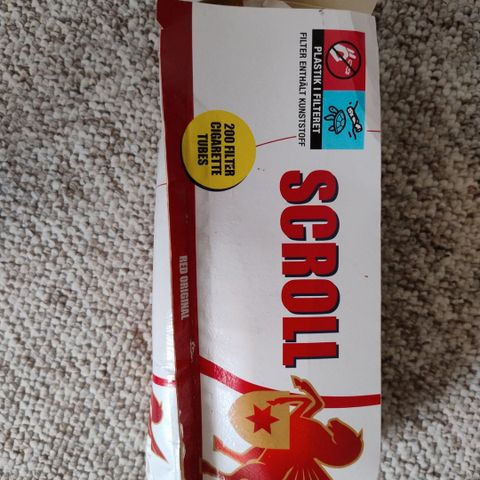 PLASTIK I FILTERET
FILTER ENTHÄLT KUNSTSTOFF
200 FILTER
CIGARETTE
TUBES
SCROLL
RED ORIGINAL